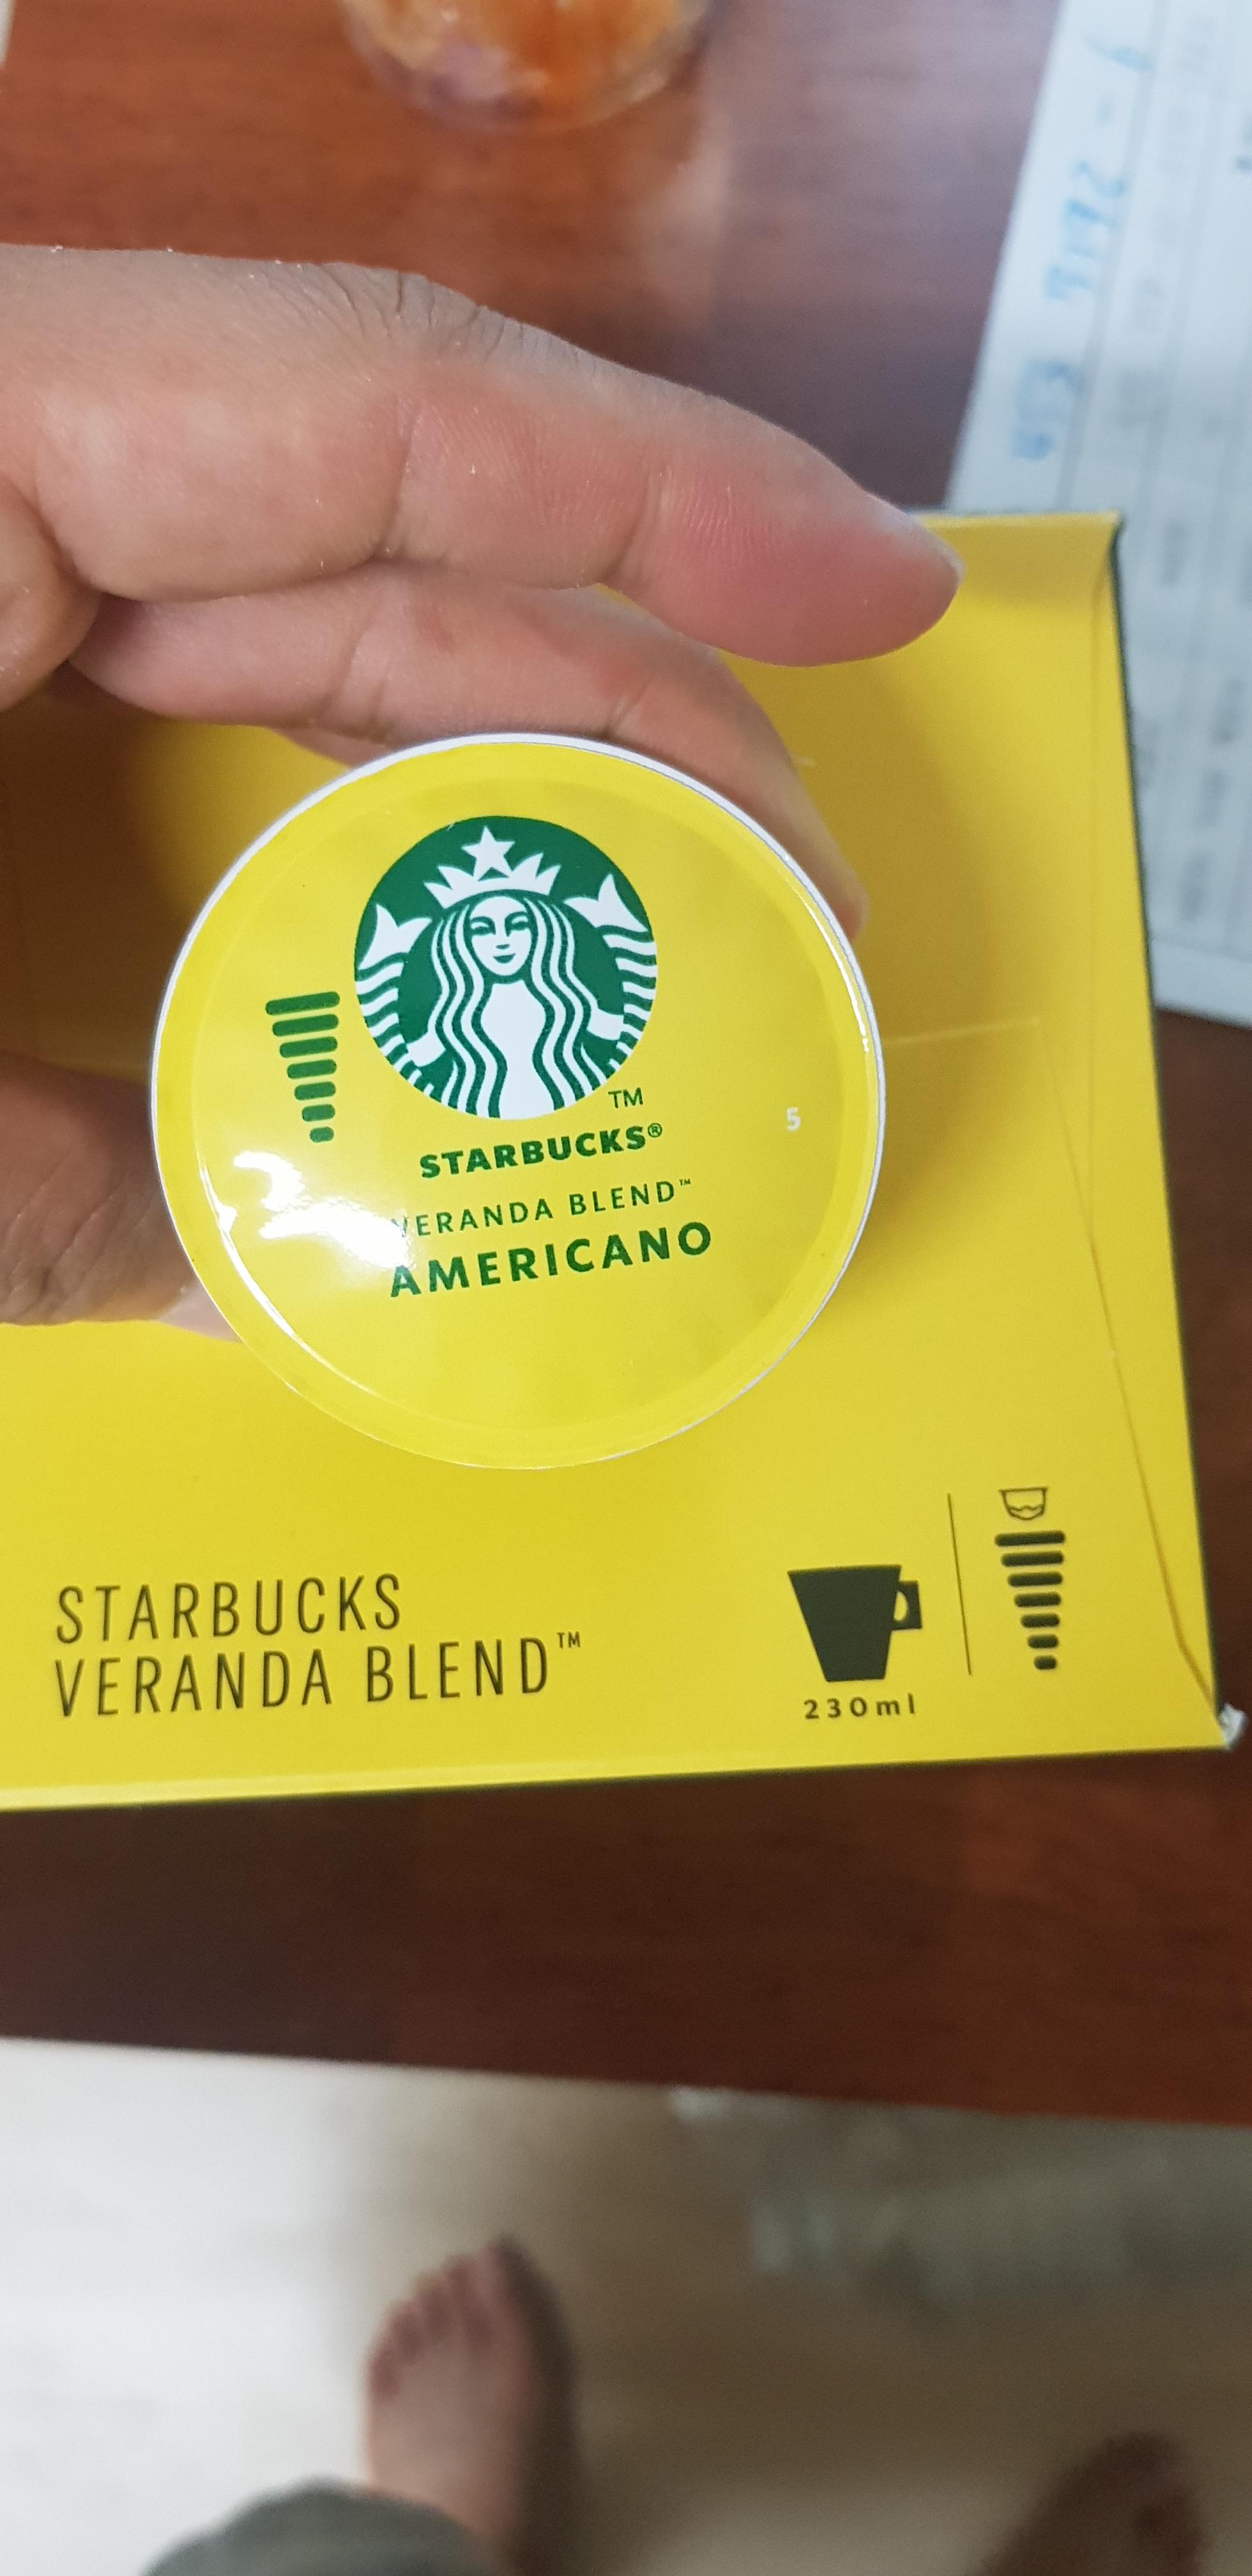 TM
STARBUCKS®
VERANDA BLEND™
AMERICANO
5
STARBUCKS
VERANDA BLEND™
230ml